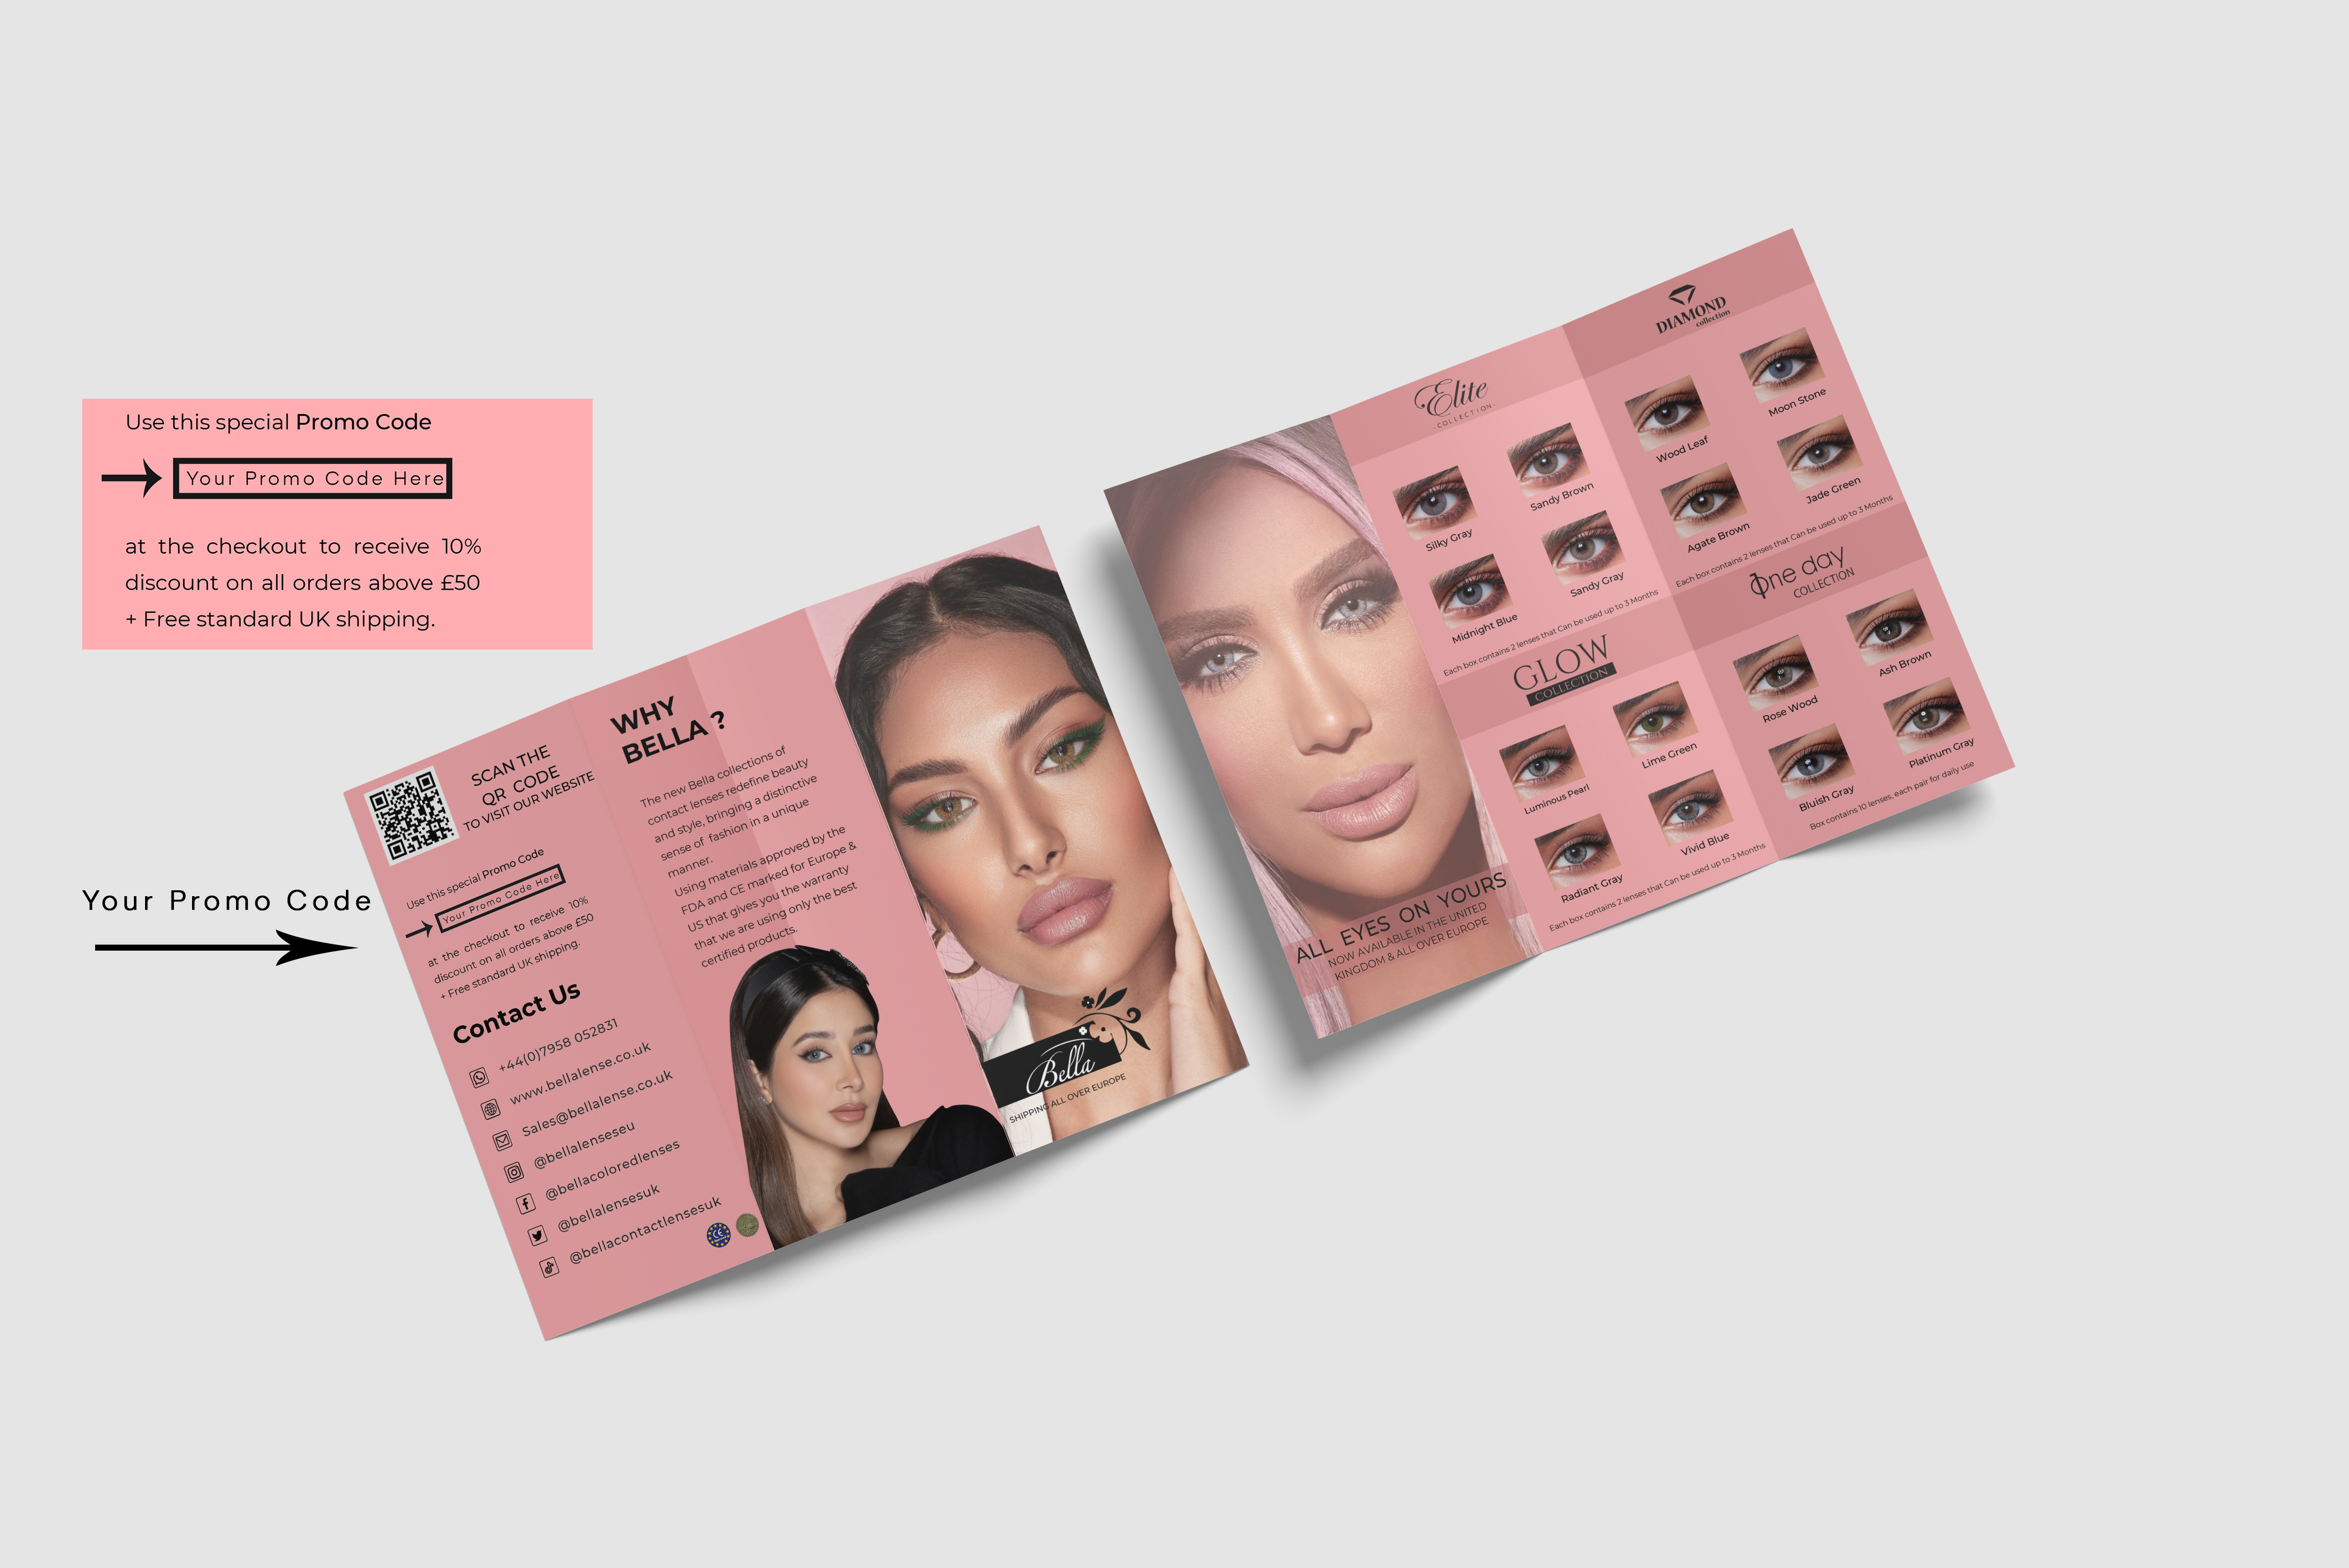 Use this special Promo Code
Your Promo Code Here
at the checkout to receive 10%
discount on all orders above £50
+ Free standard UK shipping.
Your Promo Code
SCAN THE
QR CODE
TO VISIT OUR WEBSITE
Use this special Promo Code
Your Promo Code Here
at the checkout to receive 10%
discount on all orders above £50
+ Free standard UK shipping.
Contact Us
+44(0)7958 052831
www.bellalense.co.uk
Sales@bellalense.co.uk
@bellalenseseu
@bellacoloredlenses
@bellalensesuk
@bellacontactlensesuk
CE
WHY
BELLA ?
The new Bella collections of
contact lenses redefine beauty
and style, bringing a distinctive
sense of fashion in a unique
manner.
Using materials approved by the
FDA and CE marked for Europe &
US that gives you the warranty
that we are using only the best
certified products.
Bella
SHIPPING ALL OVER EUROPE
ALL EYES ON YOURS
NOW AVAILABLE IN THE UNITED
KINGDOM & ALL OVER EUROPE
Elite
·COLLECTION·
Silky Gray
Sandy Brown
Midnight Blue
Sandy Gray
Each box contains 2 lenses that Can be used up to 3 Months
GLOW
COLLECTION
Luminous Pearl
Lime Green
Radiant Gray
Vivid Blue
Each box contains 2 lenses that Can be used up to 3 Months
DIAMOND
collection
Wood Leaf
Moon Stone
Agate Brown
Jade Green
Each box contains 2 lenses that Can be used up to 3 Months
One day
COLLECTION
Rose Wood
Ash Brown
Bluish Gray
Platinum Gray
Box contains 10 lenses, each pair for daily use